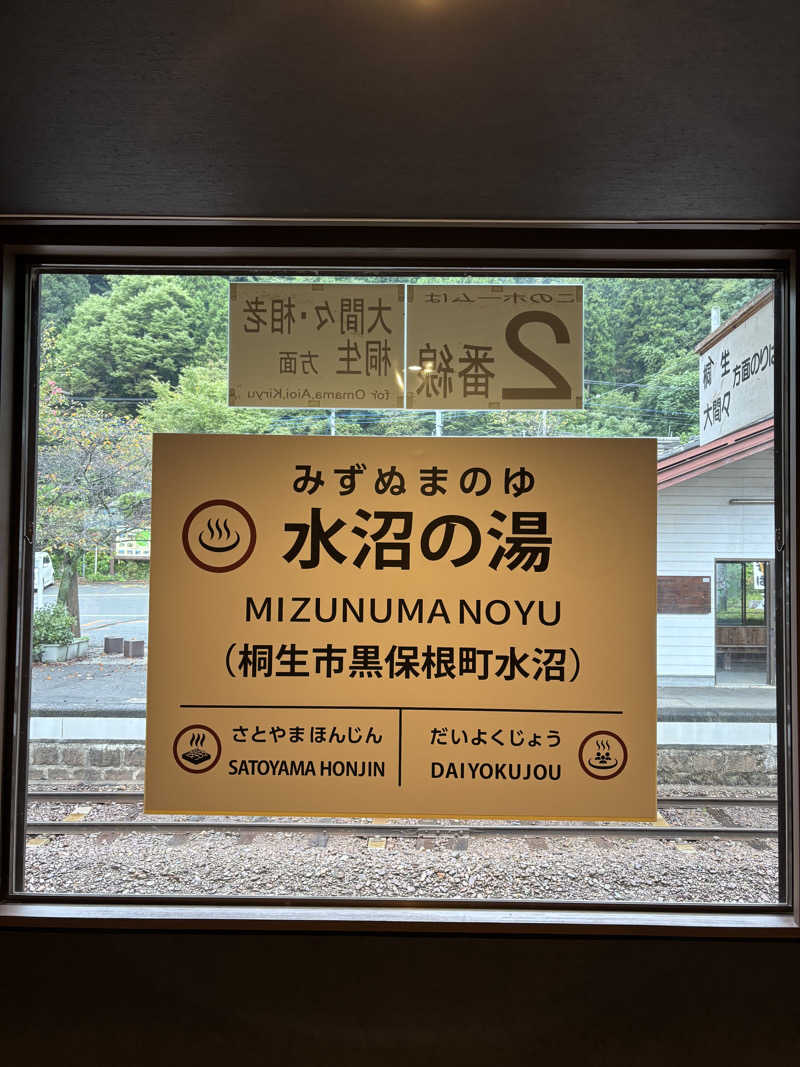 このホームは
2番線
大間々・相老
桐生 方面
for Omama,Aioi,Kiryu
桐生
大間々
方面のりば
みずぬまのゆ
水沼の湯
MIZUNUMANOYU
（桐生市黒保根町水沼）
さとやまほんじん
SATOYAMA HONJIN
だいよくじょう
DAIYOKUJOU